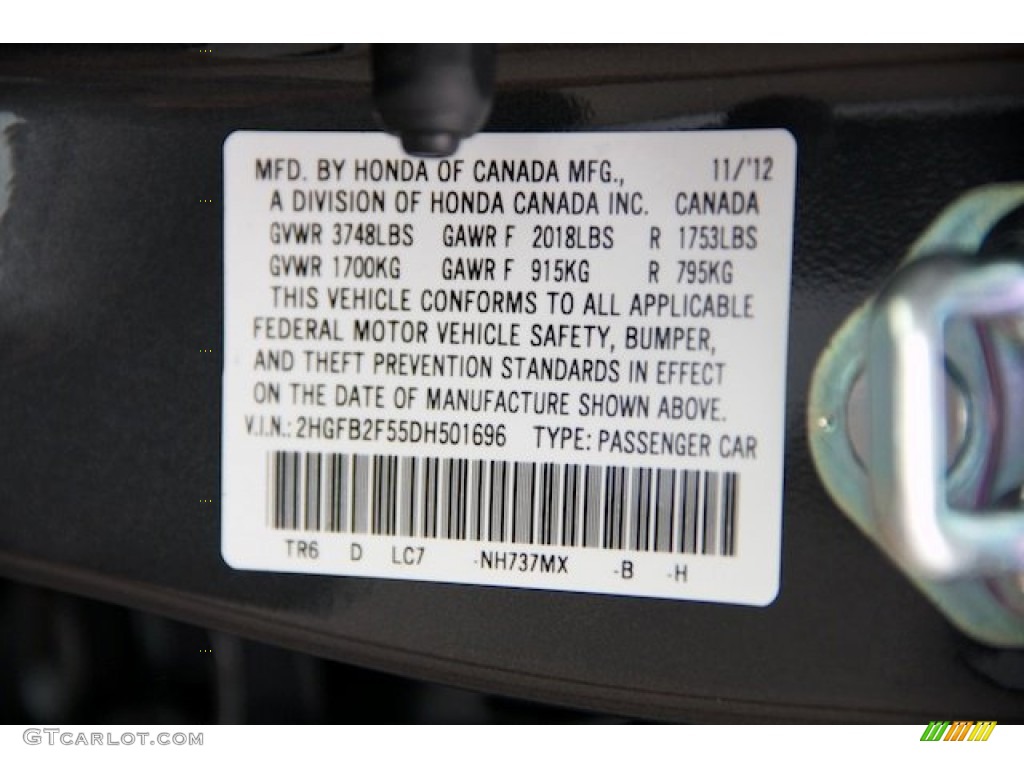 MFD. BY HONDA OF CANADA MFG., 11/'12
A DIVISION OF HONDA CANADA INC. CANADA
GVWR 3748LBS GAWR F 2018LBS R 1753LBS
GVWR 1700KG GAWR F 915KG R 795KG
THIS VEHICLE CONFORMS TO ALL APPLICABLE
FEDERAL MOTOR VEHICLE SAFETY, BUMPER,
AND THEFT PREVENTION STANDARDS IN EFFECT
ON THE DATE OF MANUFACTURE SHOWN ABOVE.
V.I.N.: 2HGFB2F55DH501696 TYPE: PASSENGER CAR
TR6 D LC7 -NH737MX -B -H
GTCARLOT.COM